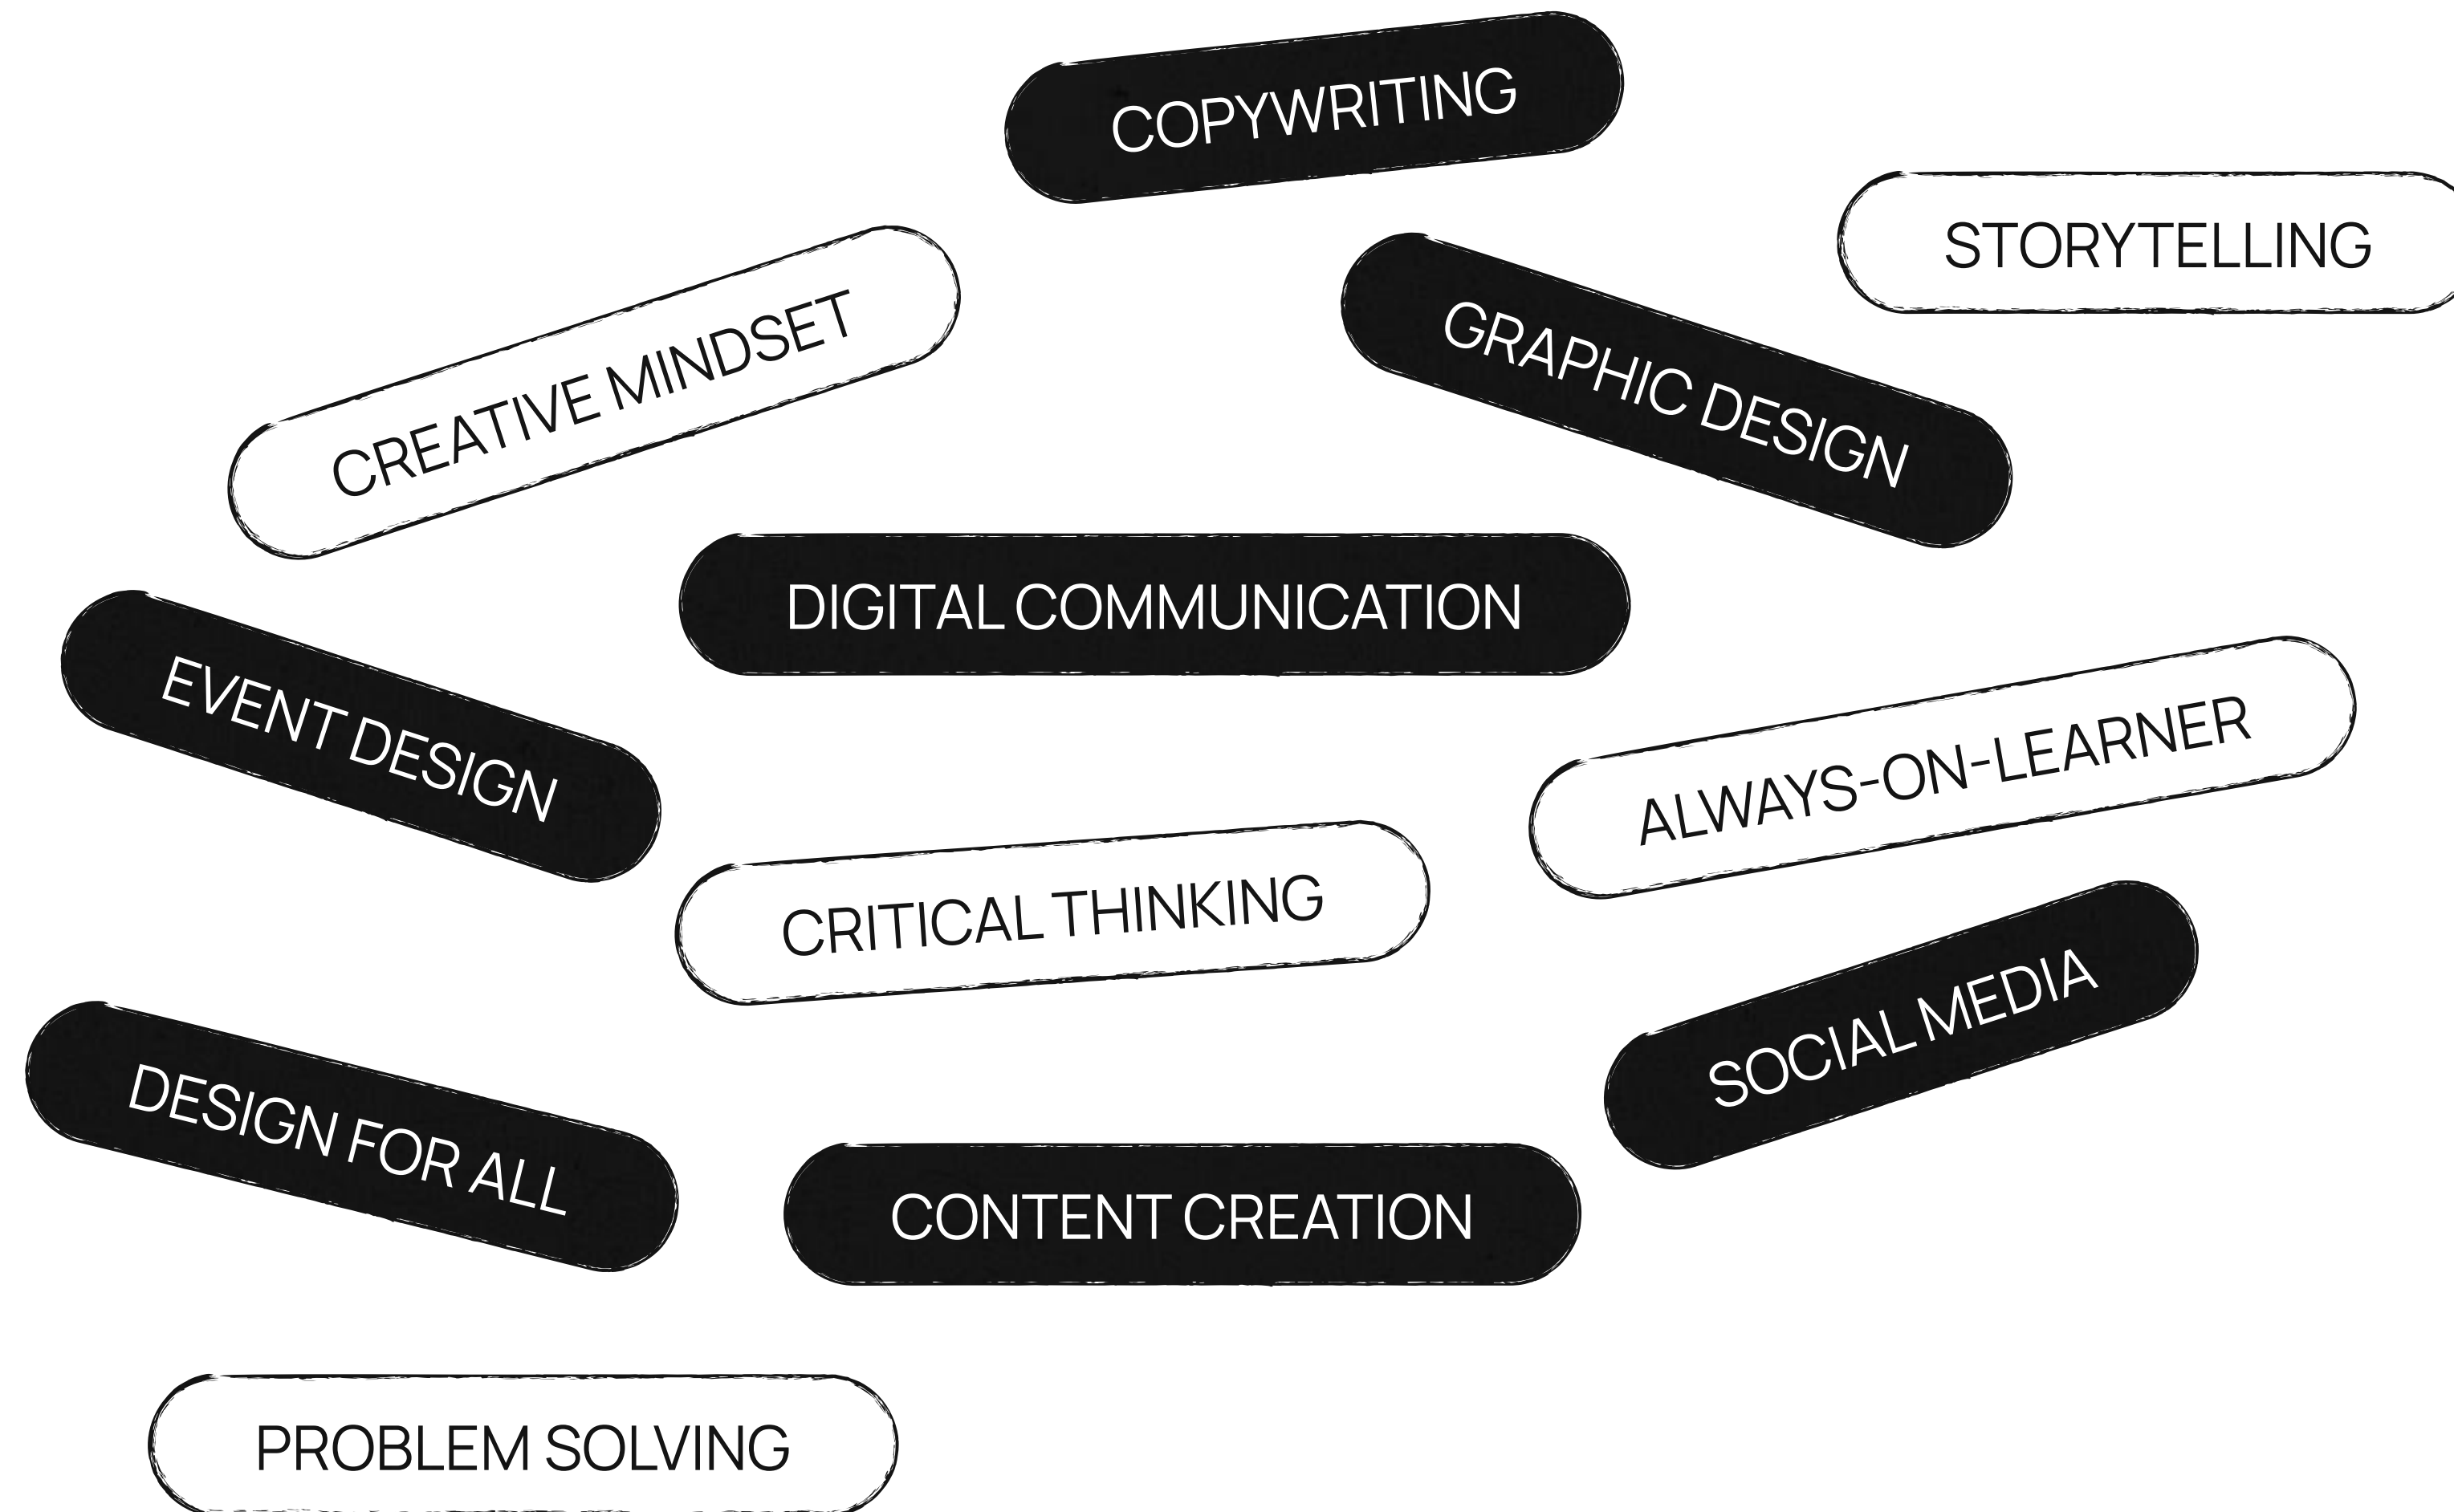 COPYWRITING
STORYTELLING
CREATIVE MINDSET
GRAPHIC DESIGN
DIGITAL COMMUNICATION
EVENT DESIGN
ALWAYS-ON-LEARNER
CRITICAL THINKING
SOCIAL MEDIA
DESIGN FOR ALL
CONTENT CREATION
PROBLEM SOLVING